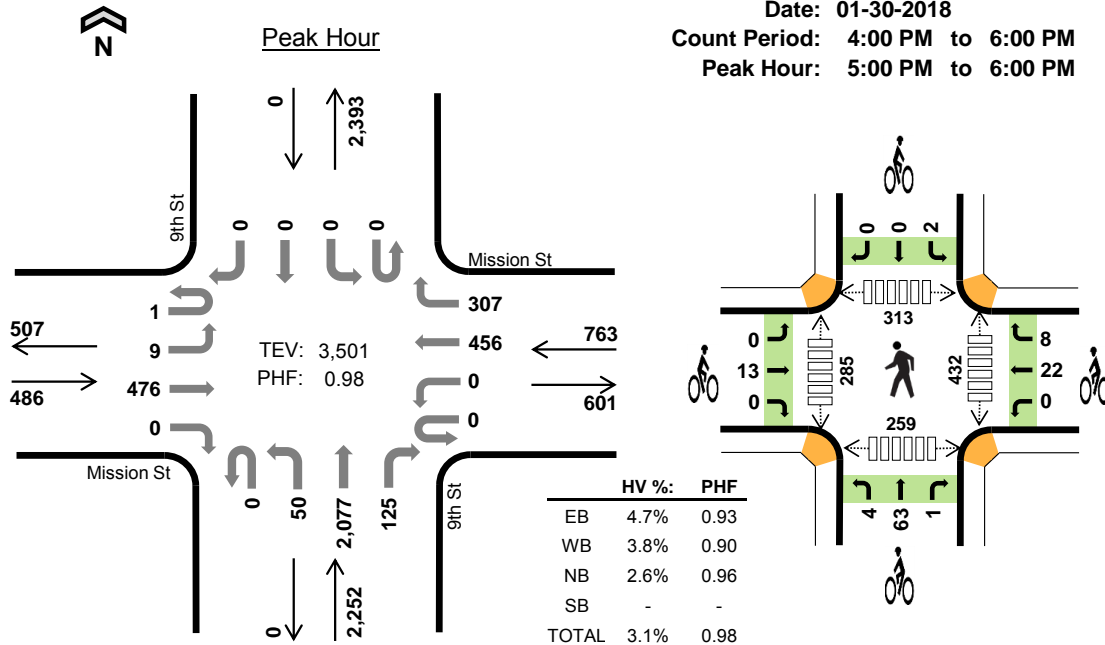 N
Peak Hour
Date: 01-30-2018
Count Period: 4:00 PM to 6:00 PM
Peak Hour: 5:00 PM to 6:00 PM
0
2,393
9th St
0 0 0 0
Mission St
1
9
476
0
507
486
TEV: 3,501
PHF: 0.98
307
456
0
0
763
601
Mission St
0 50 2,077 125
9th St
0
2,252
HV %: PHF
EB 4.7% 0.93
WB 3.8% 0.90
NB 2.6% 0.96
SB - -
TOTAL 3.1% 0.98
0 0 2
313
0
13
0
285
432
8
22
0
259
4 63 1